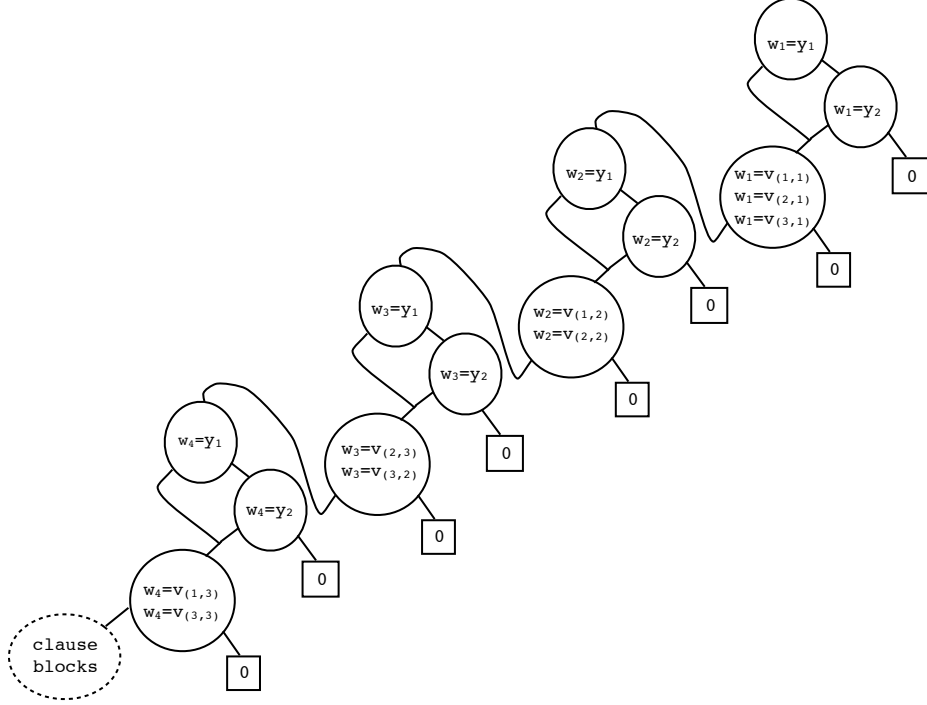 w₁=y₁
w₁=y₂
0
w₁=v₍₁,₁₎
w₁=v₍₂,₁₎
w₁=v₍₃,₁₎
0
w₂=y₁
w₂=y₂
0
w₂=v₍₁,₂₎
w₂=v₍₂,₂₎
0
w₃=y₁
w₃=y₂
0
w₃=v₍₂,₃₎
w₃=v₍₃,₂₎
0
w₄=y₁
w₄=y₂
0
w₄=v₍₁,₃₎
w₄=v₍₃,₃₎
0
clause
blocks